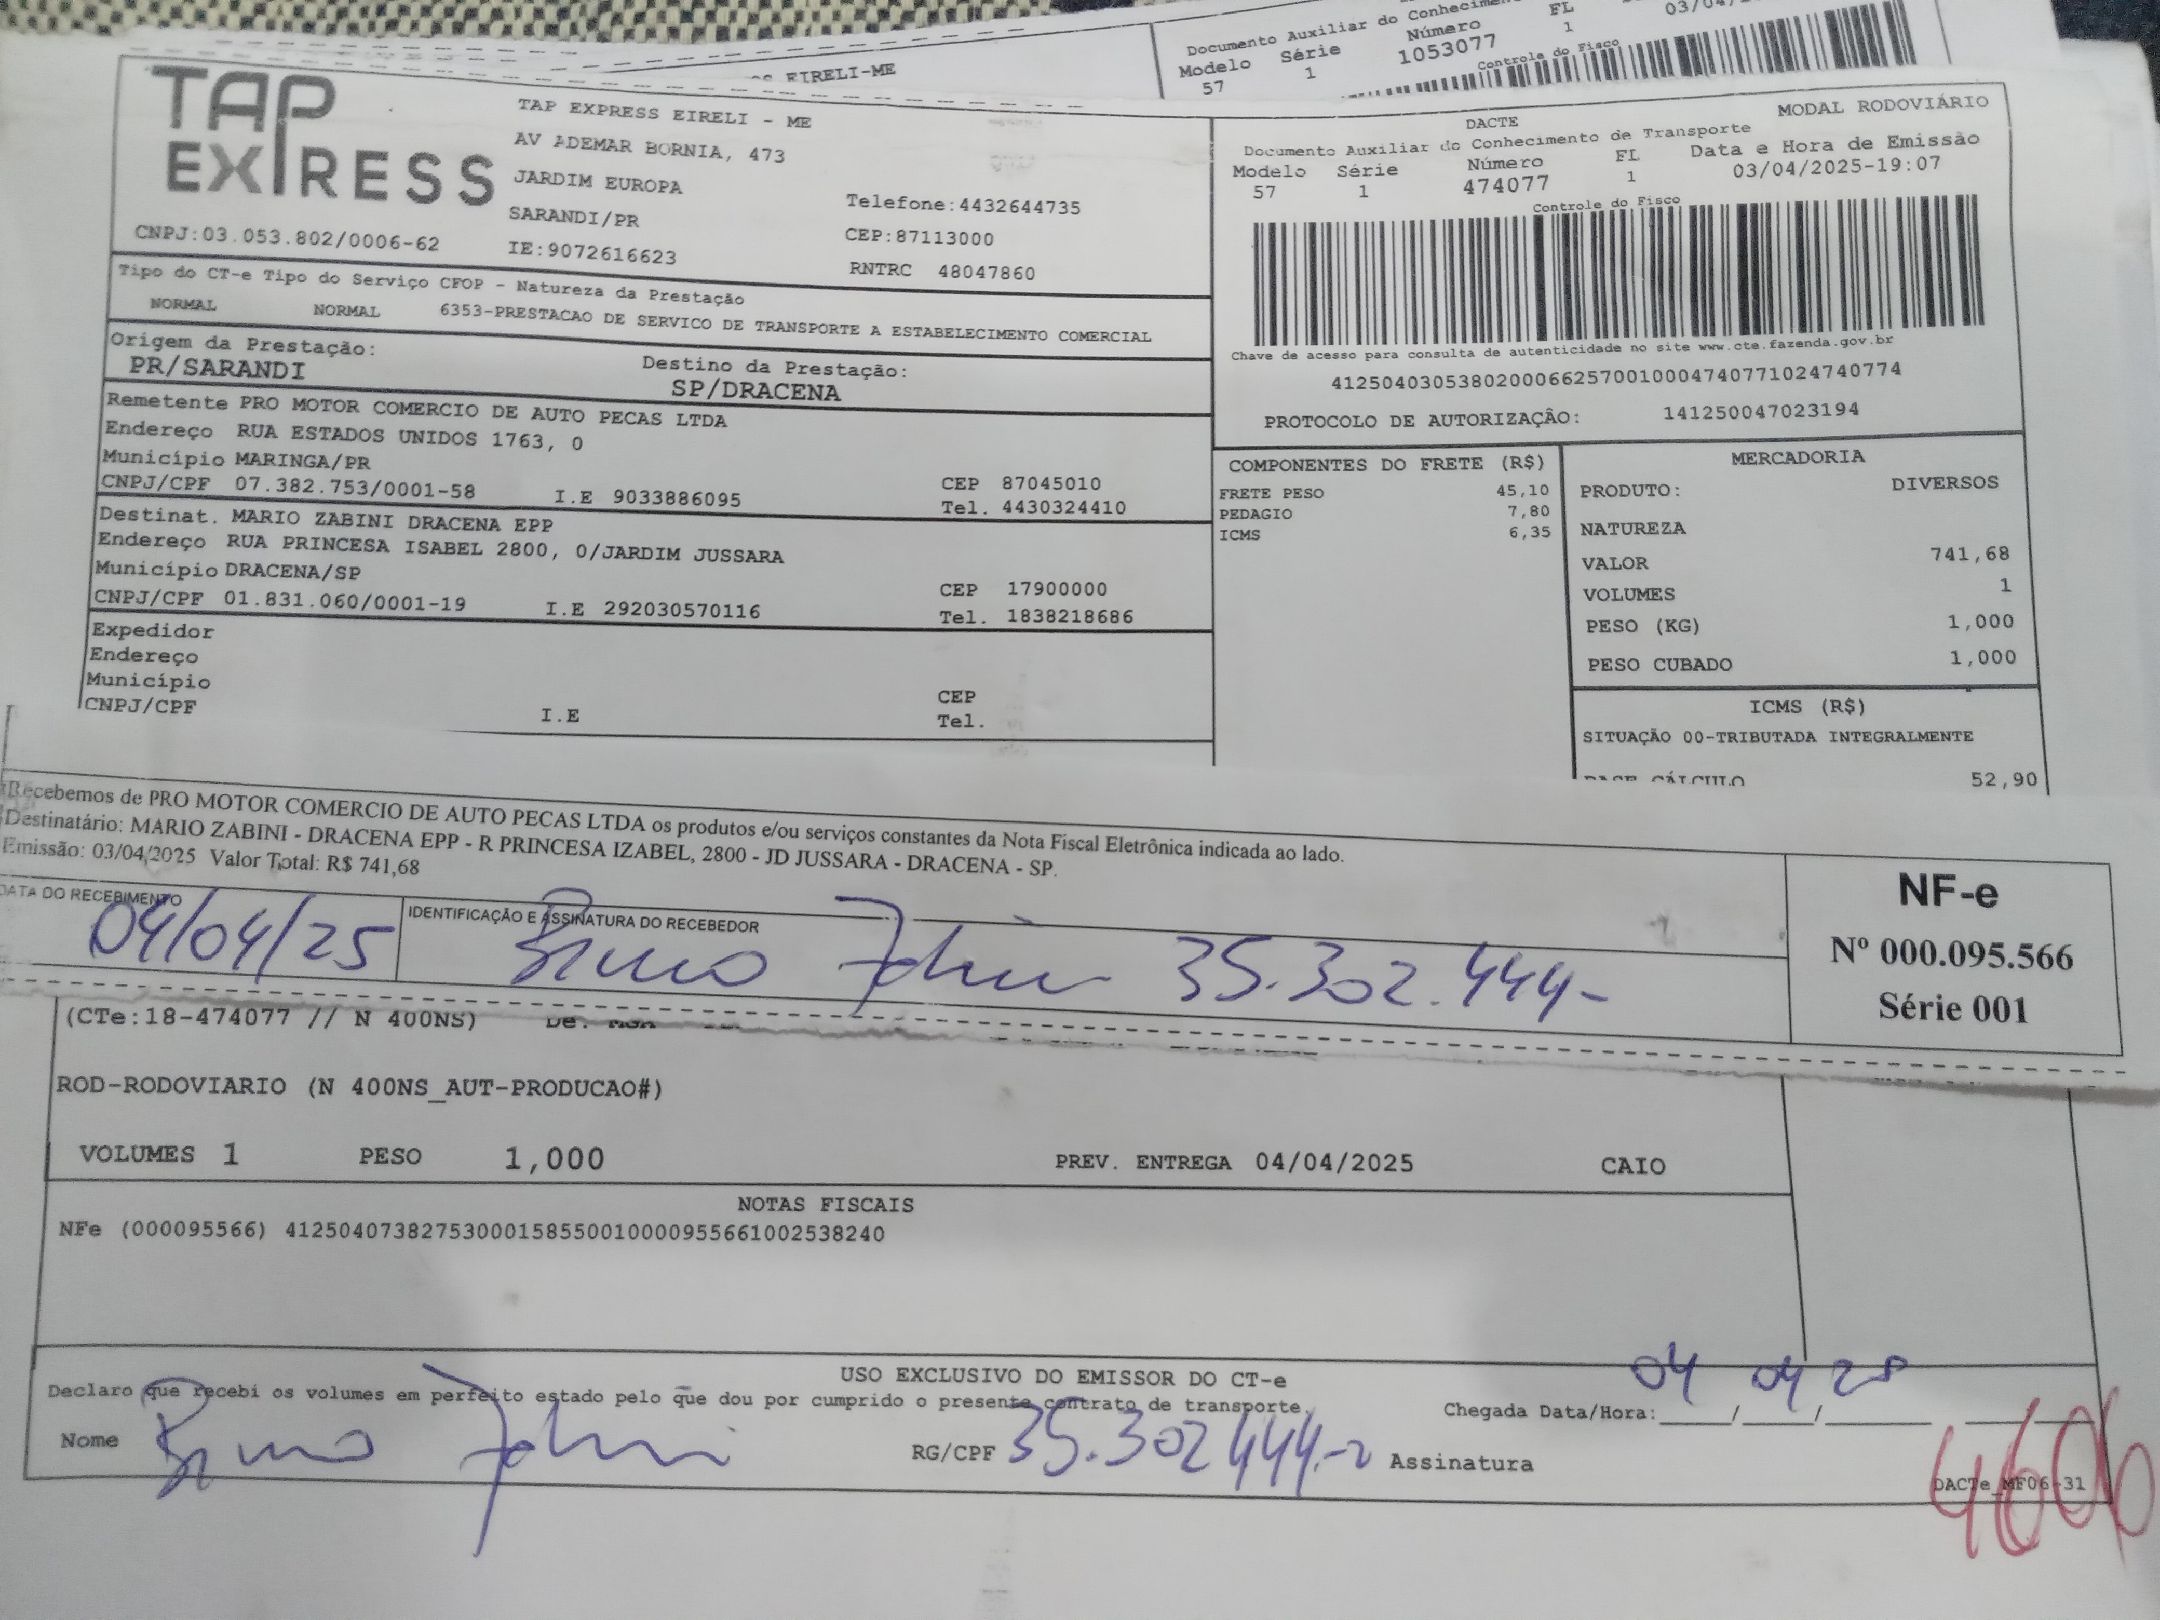 EIRELI-ME
Documento Auxiliar do
FL
Modelo Série Número
57 1 1053077 1
Controle do Fisco
TAP
EXPRESS
CNPJ:03.053.802/0006-62
TAP EXPRESS EIRELI - ME
AV ADEMAR BORNIA, 473
JARDIM EUROPA
SARANDI/PR
IE:9072616623
Telefone:4432644735
CEP:87113000
RNTRC 48047860
DACTE
MODAL RODOVIÁRIO
Documento Auxiliar do Conhecimento de Transporte
Modelo Série Número FL Data e Hora de Emissão
57 1 474077 1 03/04/2025-19:07
Controle do Fisco
Chave de acesso para consulta de autenticidade no site www.cte.fazenda.gov.br
41250403053802000662570010004740771024740774
PROTOCOLO DE AUTORIZAÇÃO: 141250047023194
Tipo do CT-e Tipo do Serviço CFOP - Natureza da Prestação
NORMAL NORMAL 6353-PRESTACAO DE SERVICO DE TRANSPORTE A ESTABELECIMENTO COMERCIAL
Origem da Prestação: Destino da Prestação:
PR/SARANDI SP/DRACENA
Remetente PRO MOTOR COMERCIO DE AUTO PECAS LTDA
Endereço RUA ESTADOS UNIDOS 1763, 0
Município MARINGA/PR CEP 87045010
CNPJ/CPF 07.382.753/0001-58 I.E 9033886095 Tel. 4430324410
Destinat. MARIO ZABINI DRACENA EPP
Endereço RUA PRINCESA ISABEL 2800, 0/JARDIM JUSSARA
Município DRACENA/SP CEP 17900000
CNPJ/CPF 01.831.060/0001-19 I.E 292030570116 Tel. 1838218686
Expedidor
Endereço
Município CEP
CNPJ/CPF I.E Tel.
COMPONENTES DO FRETE (R$)
FRETE PESO 45,10
PEDAGIO 7,80
ICMS 6,35
MERCADORIA
PRODUTO: DIVERSOS
NATUREZA
VALOR 741,68
VOLUMES 1
PESO (KG) 1,000
PESO CUBADO 1,000
ICMS (R$)
SITUAÇÃO 00-TRIBUTADA INTEGRALMENTE
BASE CÁLCULO 52,90
Recebemos de PRO MOTOR COMERCIO DE AUTO PECAS LTDA os produtos e/ou serviços constantes da Nota Fiscal Eletrônica indicada ao lado.
Destinatário: MARIO ZABINI - DRACENA EPP - R PRINCESA IZABEL, 2800 - JD JUSSARA - DRACENA - SP.
Emissão: 03/04/2025 Valor Total: R$ 741,68
DATA DO RECEBIMENTO
04/04/25
IDENTIFICAÇÃO E ASSINATURA DO RECEBEDOR
Bruno 35.302.444-
NF-e
Nº 000.095.566
Série 001
(CTe:18-474077 // N 400NS) De:
ROD-RODOVIARIO (N 400NS_AUT-PRODUCAO#)
VOLUMES 1 PESO 1,000 PREV. ENTREGA 04/04/2025 CAIO
NOTAS FISCAIS
NFe (000095566) 41250407382753000158550010000955661002538240
USO EXCLUSIVO DO EMISSOR DO CT-e
Declaro que recebi os volumes em perfeito estado pelo que dou por cumprido o presente contrato de transporte.
Chegada Data/Hora:____/____/______ ____ 04 04 25
Nome Bruno RG/CPF 35.302 444.-2 Assinatura
DACTe_MF06-31